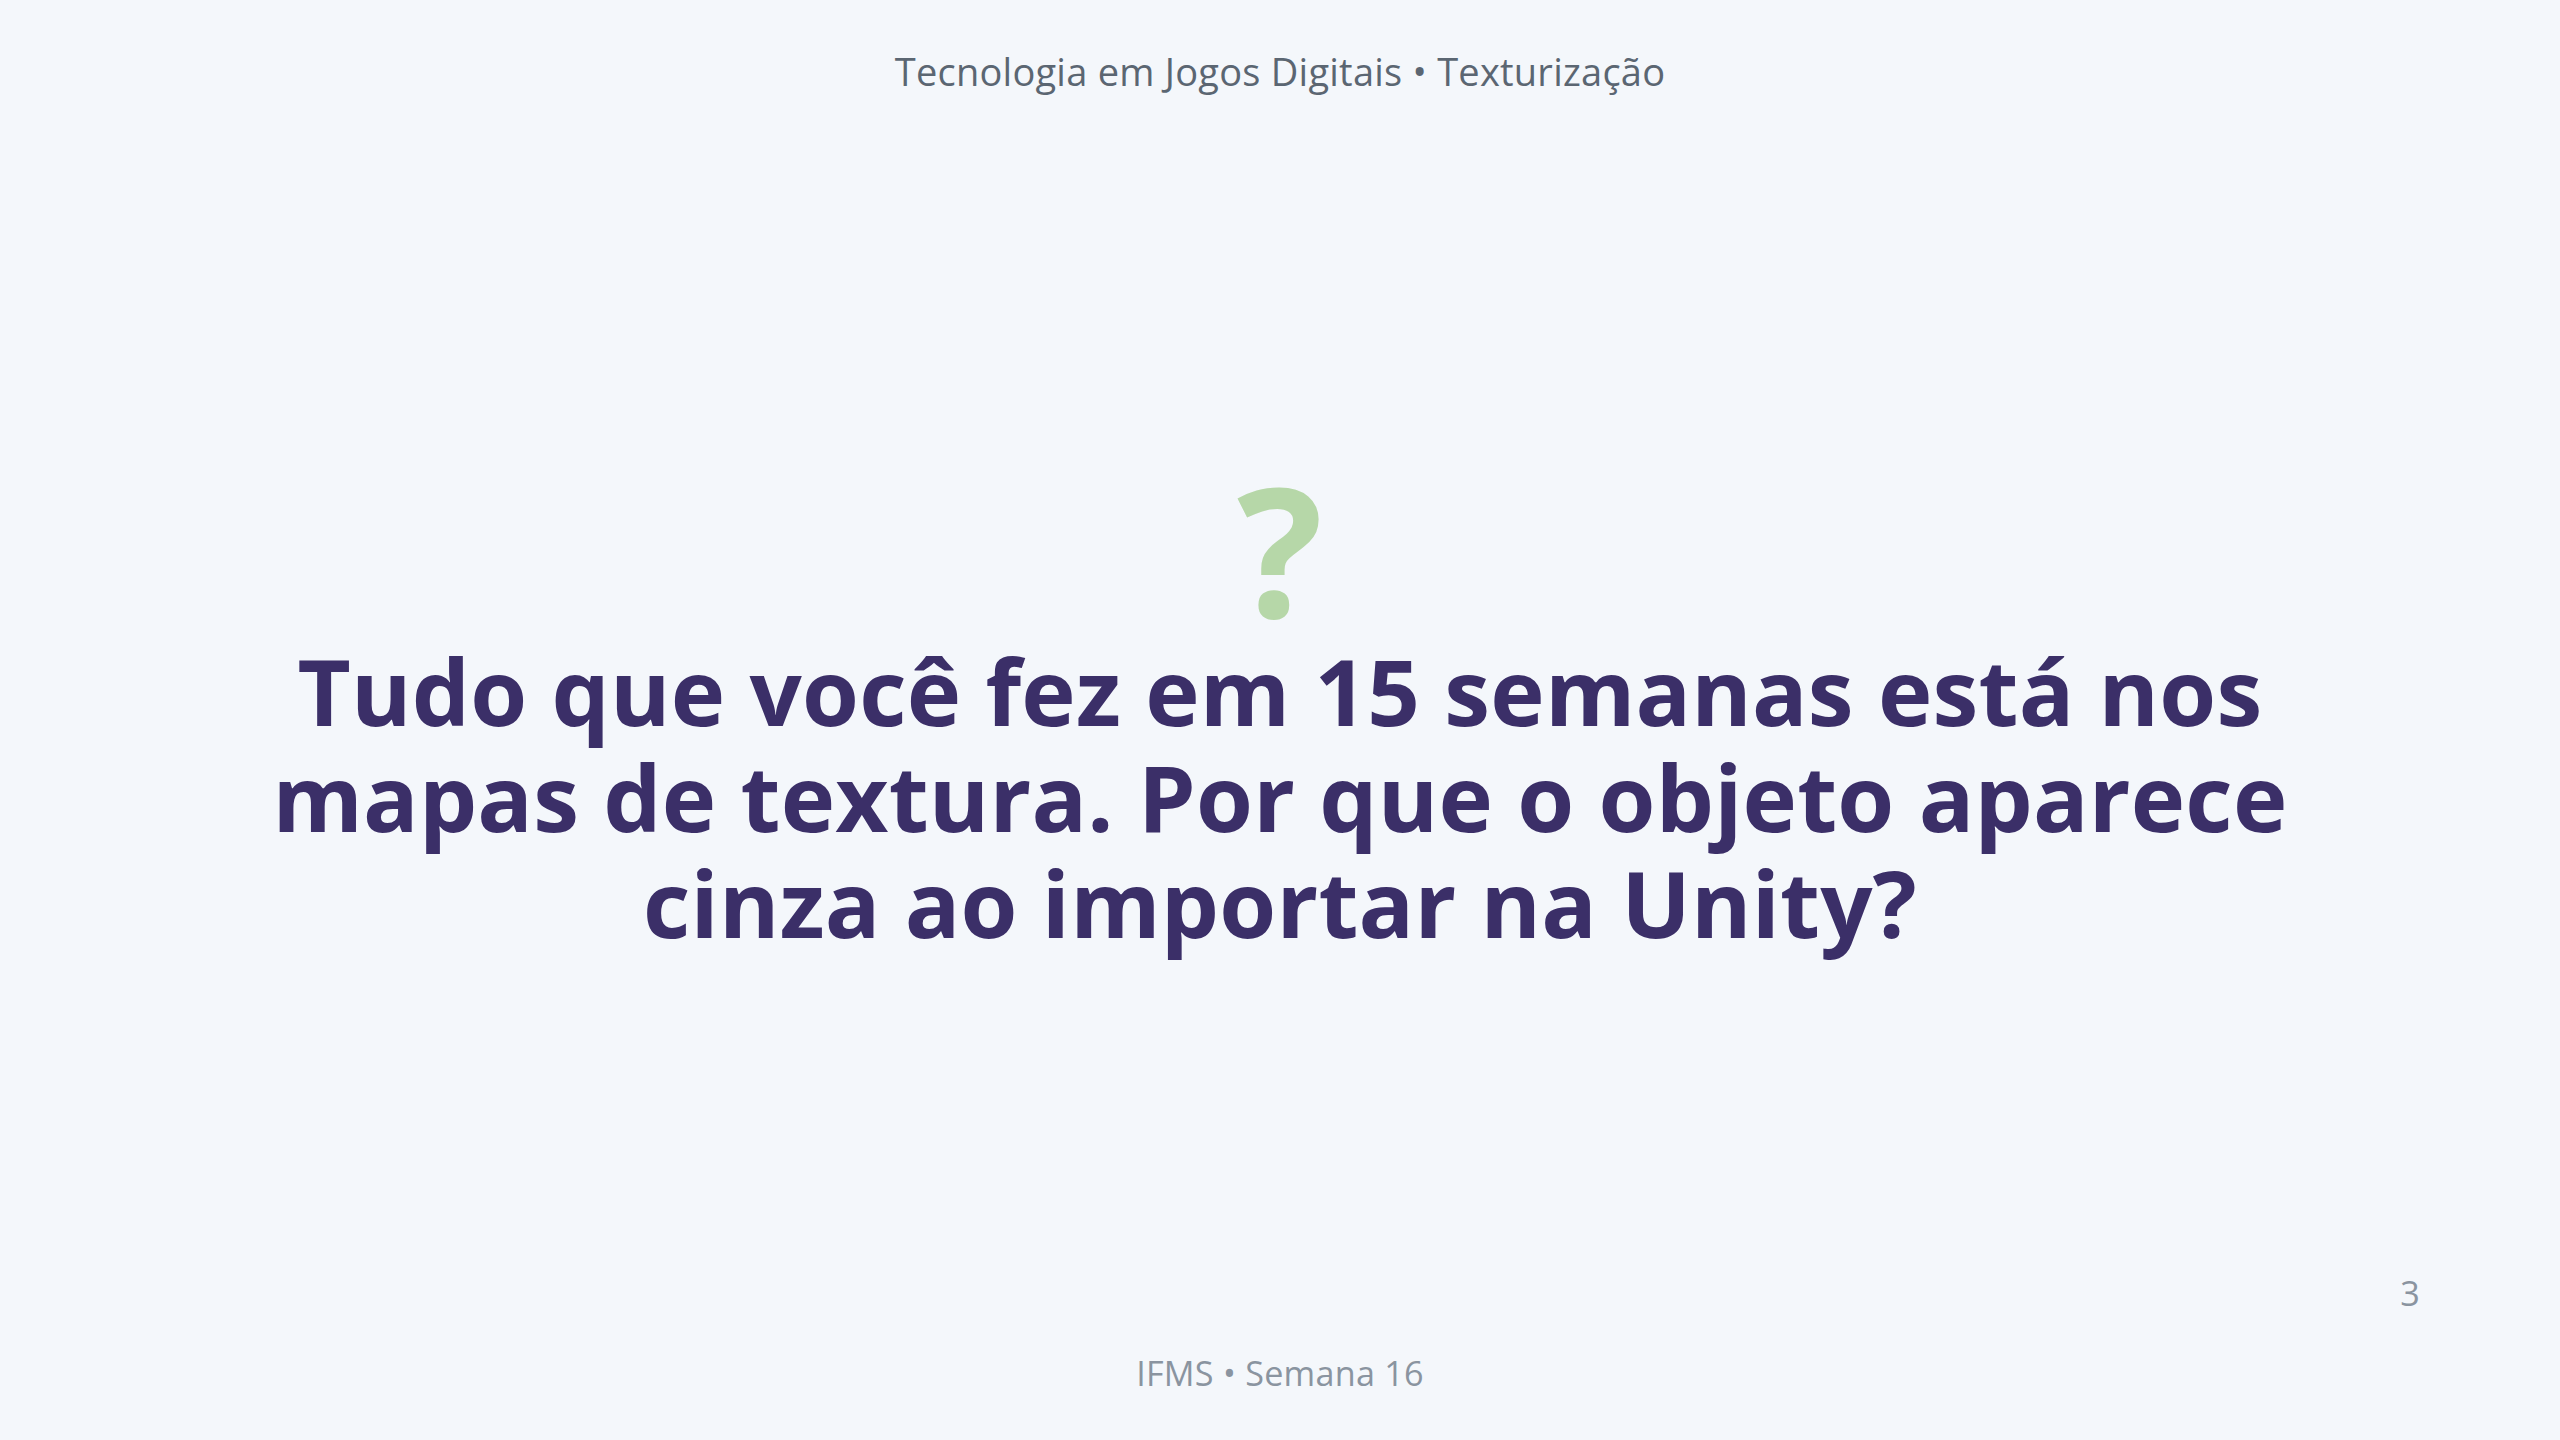 Tecnologia em Jogos Digitais • Texturização
?
Tudo que você fez em 15 semanas está nos
mapas de textura. Por que o objeto aparece
cinza ao importar na Unity?
3
IFMS • Semana 16